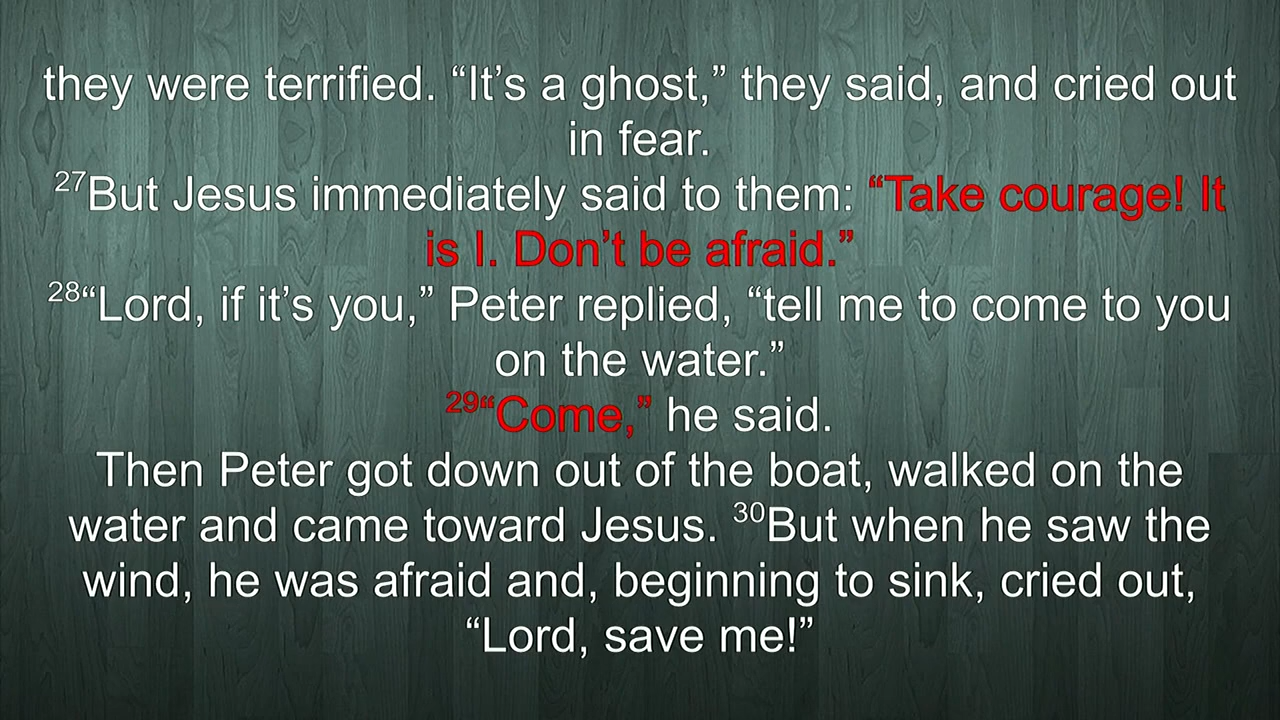 they were terrified. “It’s a ghost,” they said, and cried out
in fear.
27But Jesus immediately said to them: “Take courage! It
is I. Don’t be afraid.”
28“Lord, if it’s you,” Peter replied, “tell me to come to you
on the water.”
29“Come,” he said.
Then Peter got down out of the boat, walked on the
water and came toward Jesus. 30But when he saw the
wind, he was afraid and, beginning to sink, cried out,
“Lord, save me!”